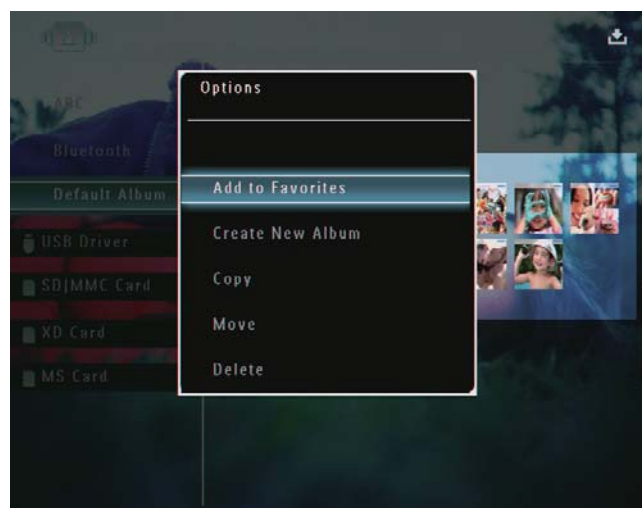 ABC
Bluetooth
Default Album
USB Driver
SD|MMC Card
XD Card
MS Card
Options
Add to Favorites
Create New Album
Copy
Move
Delete